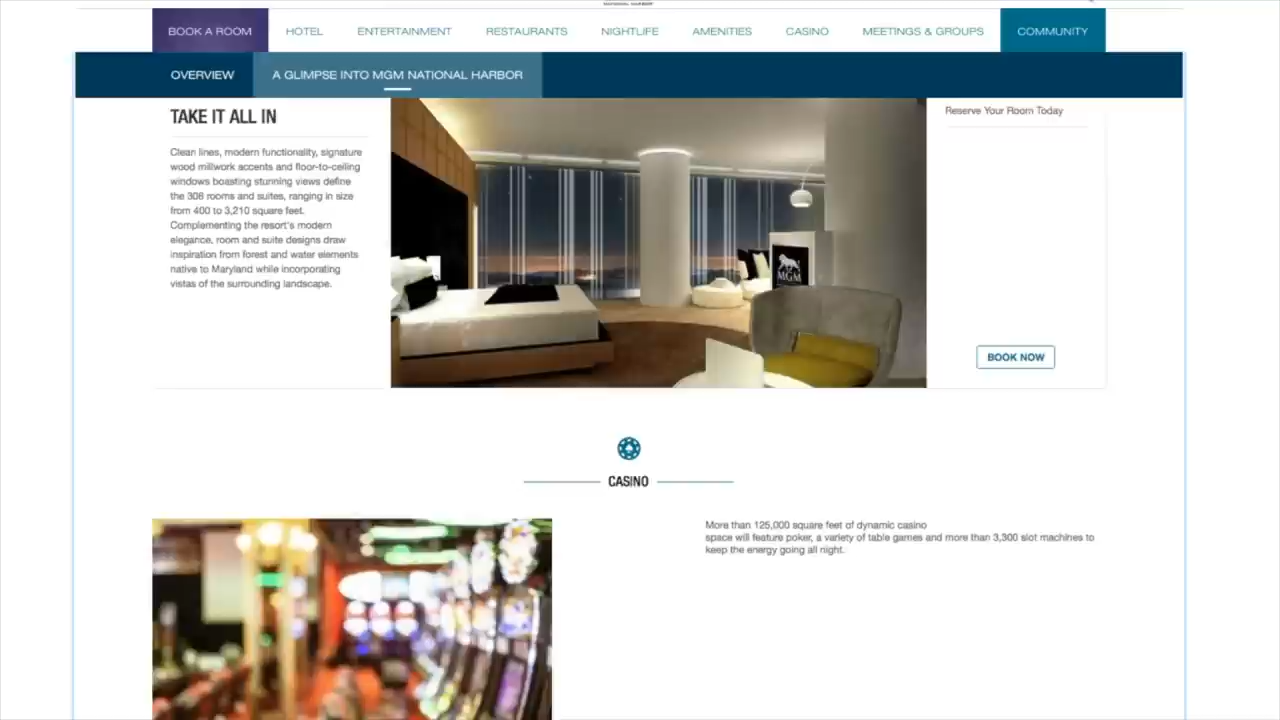 NATIONAL HARBOR
BOOK A ROOM
HOTEL
ENTERTAINMENT
RESTAURANTS
NIGHTLIFE
AMENITIES
CASINO
MEETINGS & GROUPS
COMMUNITY
OVERVIEW
A GLIMPSE INTO MGM NATIONAL HARBOR
TAKE IT ALL IN
Clean lines, modern functionality, signature
wood millwork accents and floor-to-ceiling
windows boasting stunning views define
the 308 rooms and suites, ranging in size
from 400 to 3,210 square feet.
Complementing the resort's modern
elegance, room and suite designs draw
inspiration from forest and water elements
native to Maryland while incorporating
vistas of the surrounding landscape.
MGM
Reserve Your Room Today
BOOK NOW
CASINO
More than 125,000 square feet of dynamic casino
space will feature poker, a variety of table games and more than 3,300 slot machines to
keep the energy going all night.